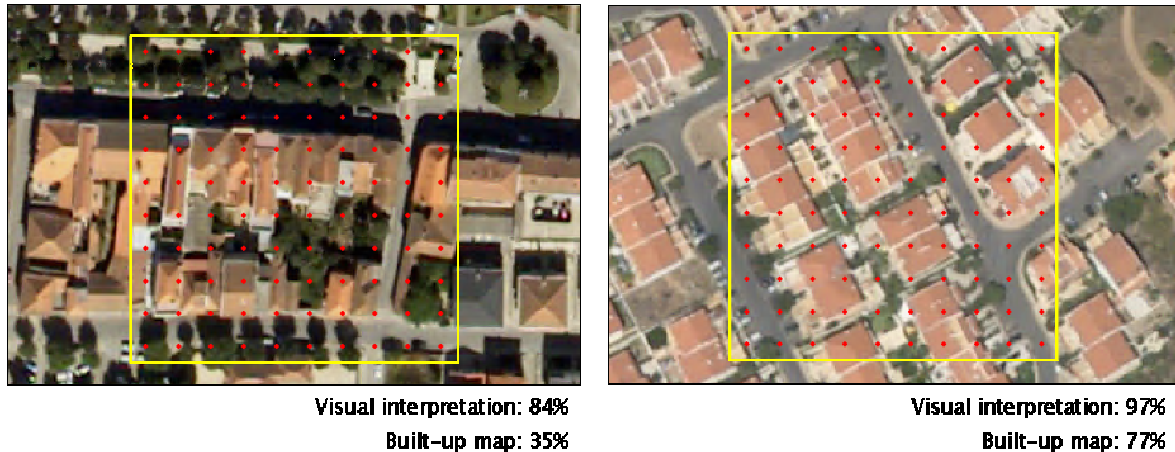 Visual interpretation: 84%
Built-up map: 35%
Visual interpretation: 97%
Built-up map: 77%